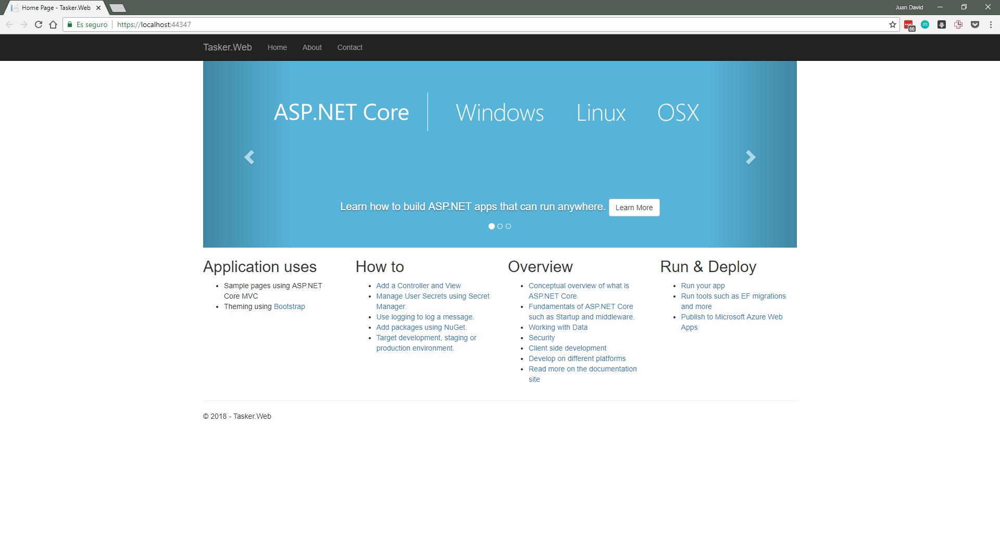 Home Page - Tasker.Web
Juan David
Es seguro
https://localhost:44347
66
m
Tasker.Web Home About Contact
ASP.NET Core Windows Linux OSX
Learn how to build ASP.NET apps that can run anywhere. Learn More
Application uses
Sample pages using ASP.NET
Core MVC
Theming using Bootstrap
How to
Add a Controller and View
Manage User Secrets using Secret
Manager.
Use logging to log a message.
Add packages using NuGet.
Target development, staging or
production environment.
Overview
Conceptual overview of what is
ASP.NET Core
Fundamentals of ASP.NET Core
such as Startup and middleware.
Working with Data
Security
Client side development
Develop on different platforms
Read more on the documentation
site
Run & Deploy
Run your app
Run tools such as EF migrations
and more
Publish to Microsoft Azure Web
Apps
© 2018 - Tasker.Web